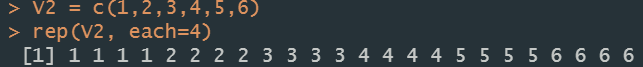 > V2 = c(1,2,3,4,5,6)
> rep(V2, each=4)
[1] 1 1 1 1 2 2 2 2 3 3 3 3 4 4 4 4 5 5 5 5 6 6 6 6